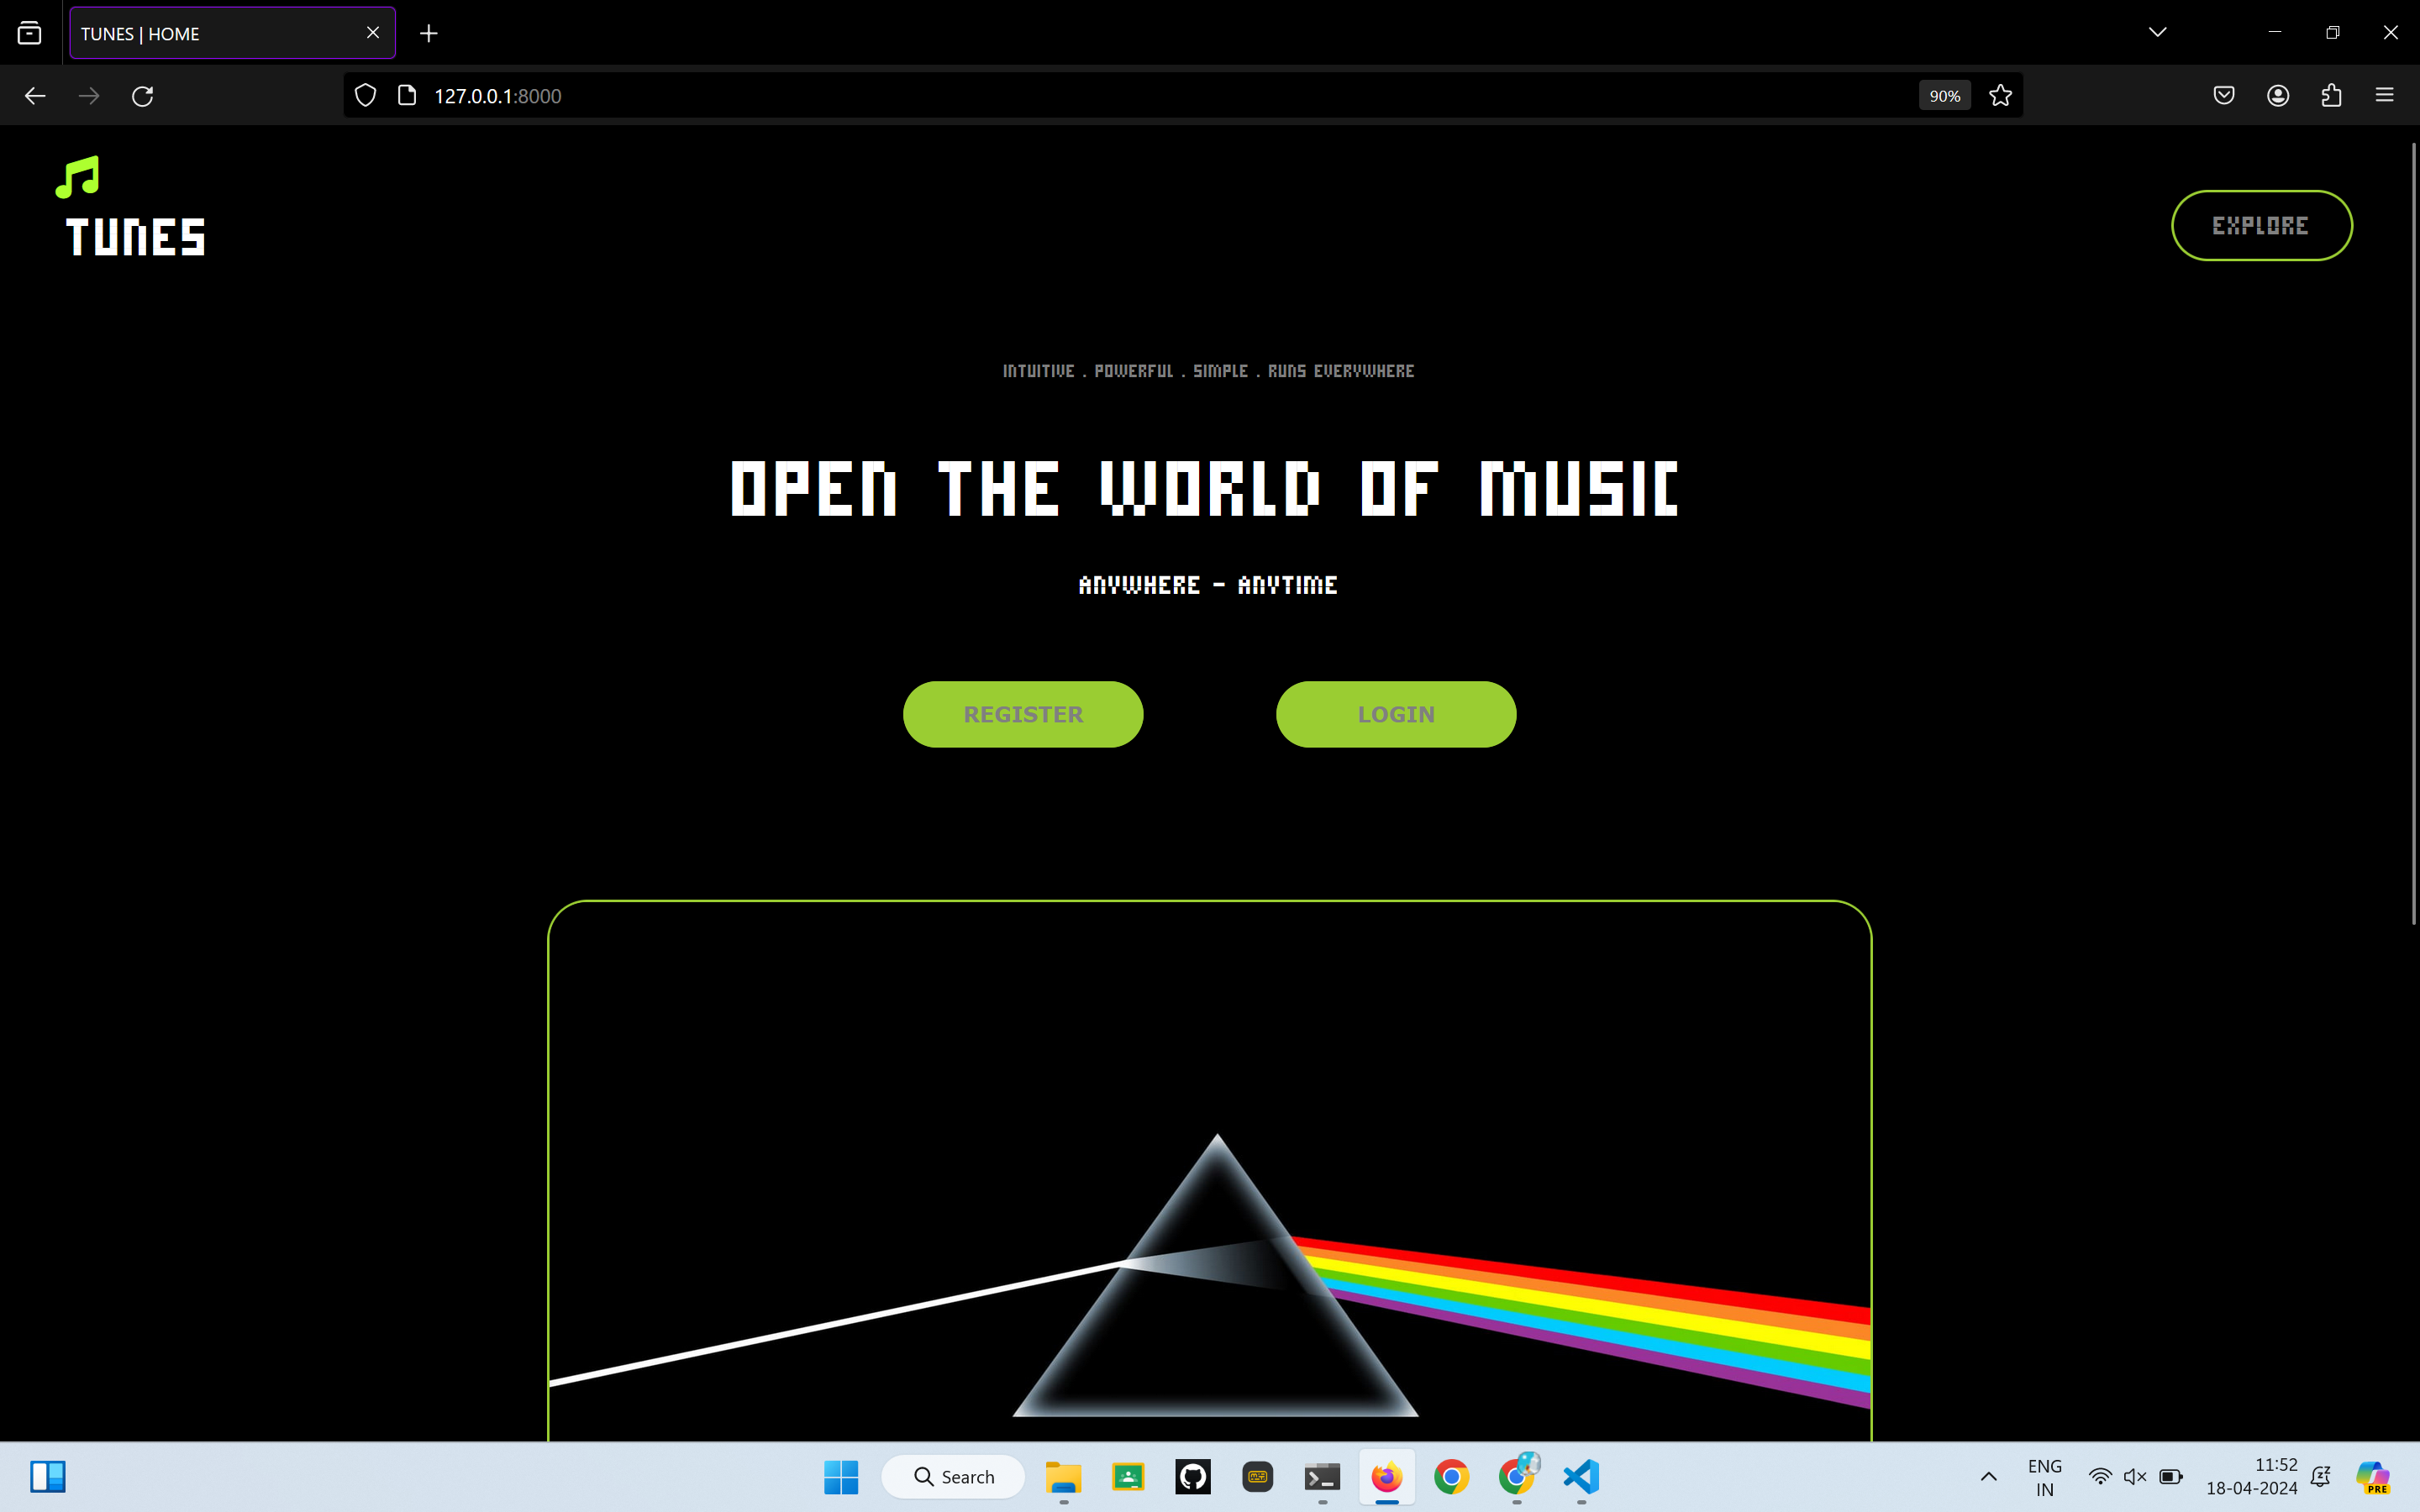 TUNES | HOME
127.0.0.1:8000
90%
TUNES
EXPLORE
INTUITIVE . POWERFUL . SIMPLE . RUNS EVERYWHERE
OPEN THE WORLD OF MUSIC
ANYWHERE - ANYTIME
REGISTER
LOGIN
Search
ENG
IN
11:52
18-04-2024
PRE